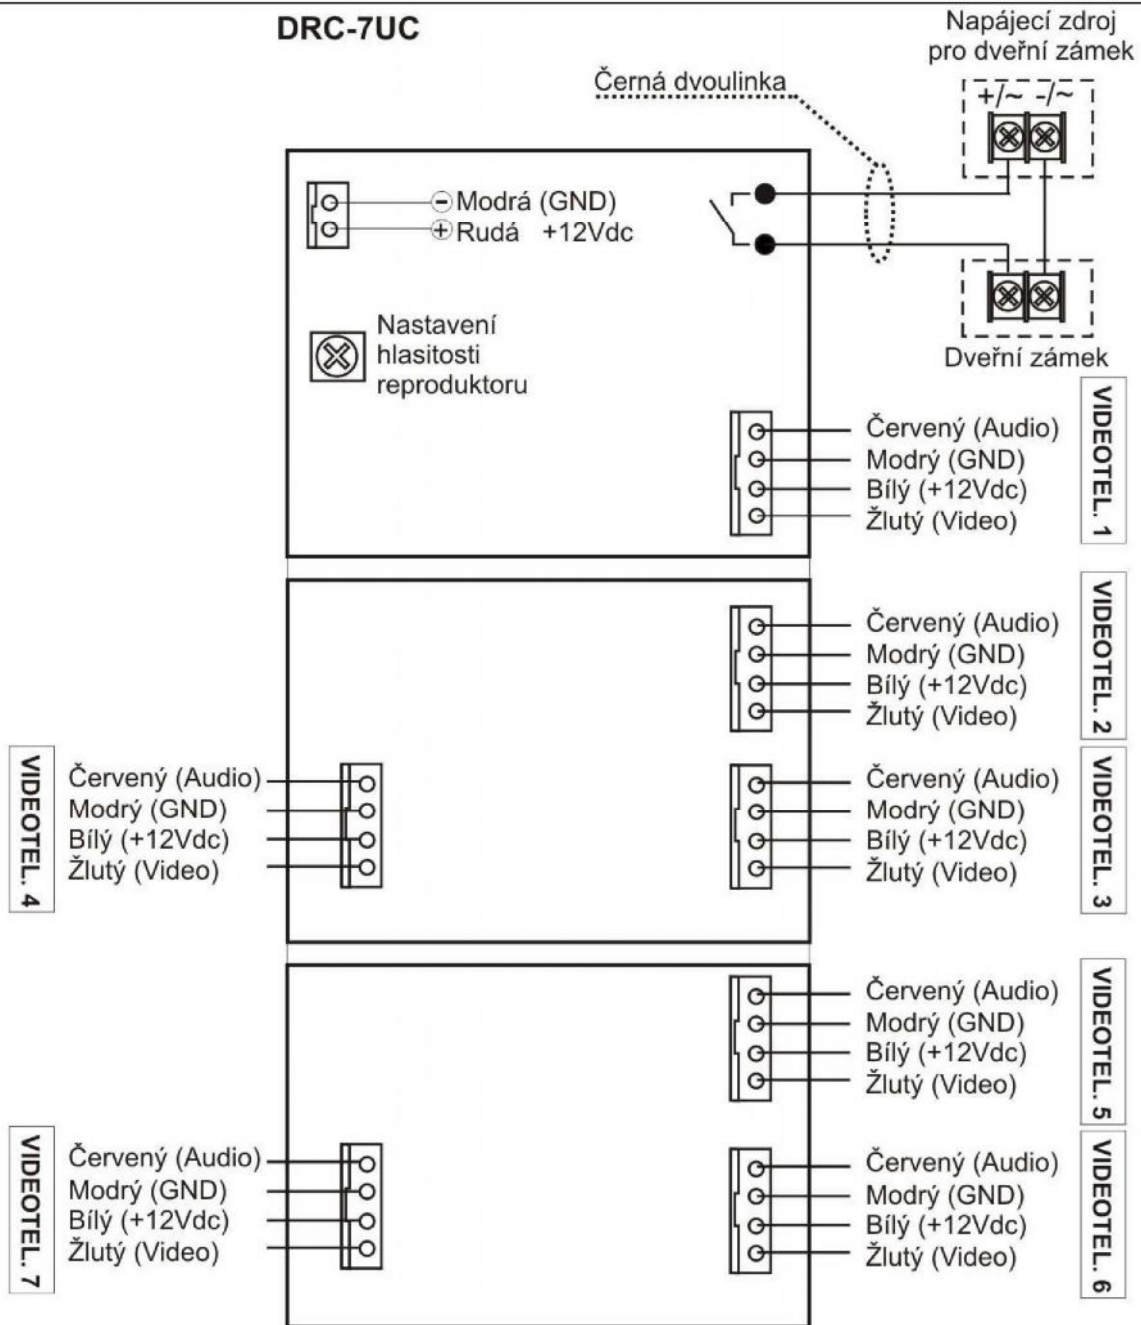 DRC-7UC
Napájecí zdroj
pro dveřní zámek
Černá dvoulinka
+/~ -/~
Modrá (GND)
Rudá +12Vdc
Nastavení
hlasitosti
reproduktoru
Dveřní zámek
Červený (Audio)
Modrý (GND)
Bílý (+12Vdc)
Žlutý (Video)
VIDEOTEL. 1
Červený (Audio)
Modrý (GND)
Bílý (+12Vdc)
Žlutý (Video)
VIDEOTEL. 2
VIDEOTEL. 4
Červený (Audio)
Modrý (GND)
Bílý (+12Vdc)
Žlutý (Video)
Červený (Audio)
Modrý (GND)
Bílý (+12Vdc)
Žlutý (Video)
VIDEOTEL. 3
Červený (Audio)
Modrý (GND)
Bílý (+12Vdc)
Žlutý (Video)
VIDEOTEL. 5
VIDEOTEL. 7
Červený (Audio)
Modrý (GND)
Bílý (+12Vdc)
Žlutý (Video)
Červený (Audio)
Modrý (GND)
Bílý (+12Vdc)
Žlutý (Video)
VIDEOTEL. 6